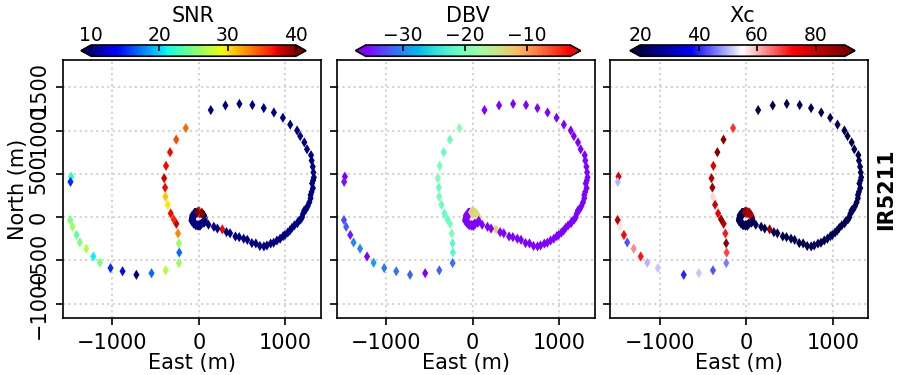 SNR DBV Xc
10 20 30 40 −30 −20 −10 20 40 60 80
1500
1000
500
0
−500
−1000
North (m)
IR5211
−1000 0 1000 −1000 0 1000 −1000 0 1000
East (m) East (m) East (m)